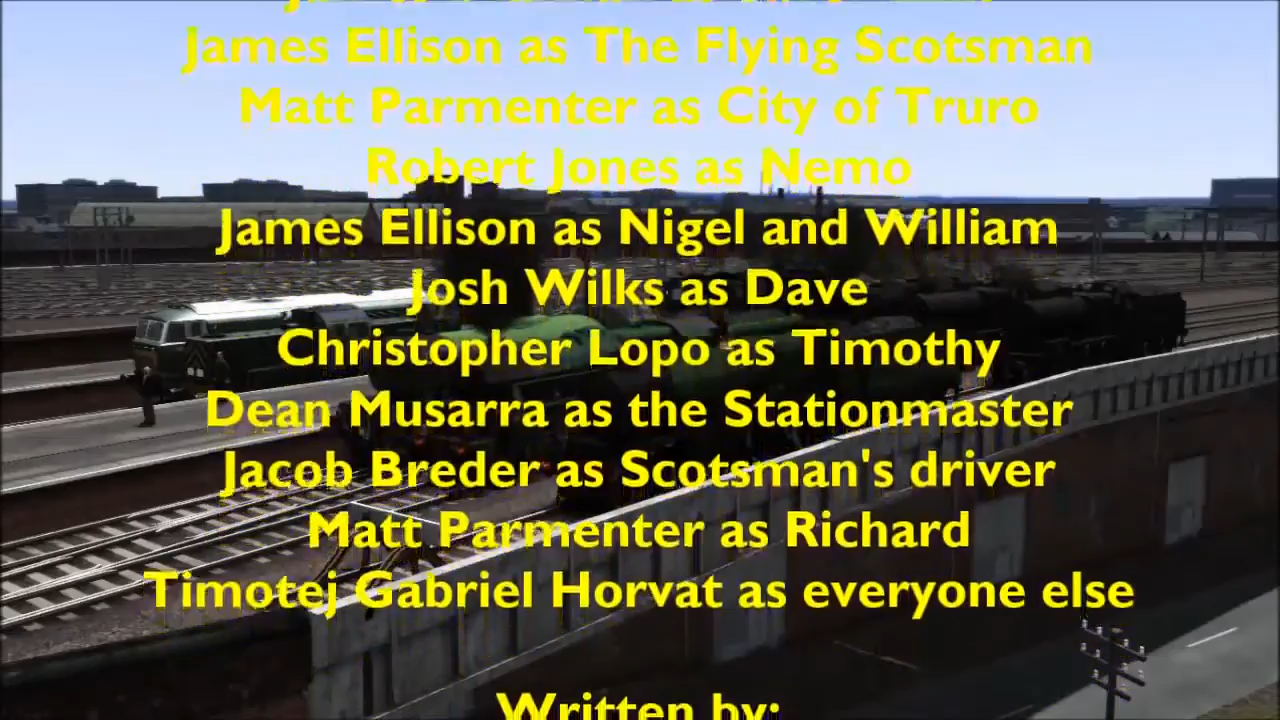 James Ellison as The Flying Scotsman
Matt Parmenter as City of Truro
Robert Jones as Nemo
James Ellison as Nigel and William
Josh Wilks as Dave
Christopher Lopo as Timothy
Dean Musarra as the Stationmaster
Jacob Breder as Scotsman's driver
Matt Parmenter as Richard
Timotej Gabriel Horvat as everyone else
Written by: